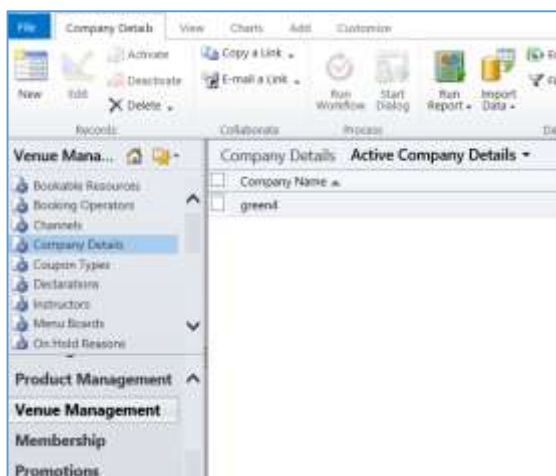 File Company Details View Charts Add Customize
New
Edit
Activate
Deactivate
Delete
Records
Copy a Link
E-mail a Link
Collaborate
Run Workflow
Start Dialog
Process
Run Report
Import Data
Venue Mana...
Bookable Resources
Booking Operators
Channels
Company Details
Coupon Types
Declarations
Instructors
Menu Boards
On Hold Reasons
Product Management
Venue Management
Membership
Promotions
Company Details Active Company Details
Company Name
green4